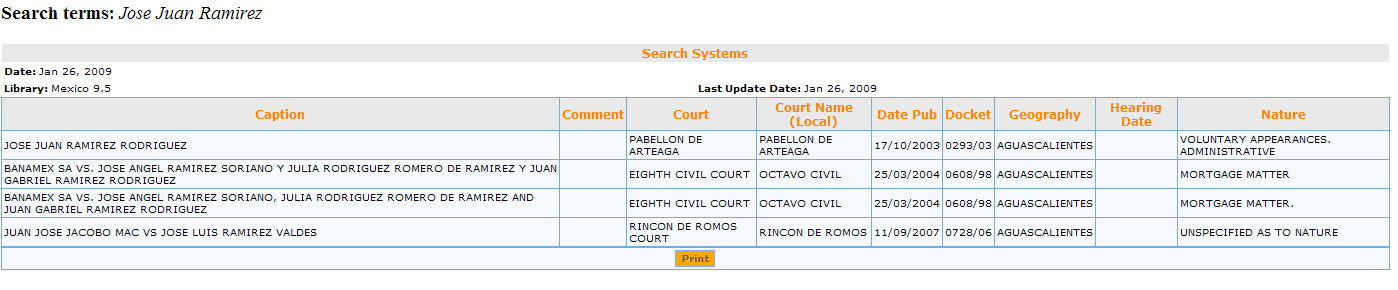 Search terms: Jose Juan Ramirez
Search Systems
Date: Jan 26, 2009
Library: Mexico 9.5 Last Update Date: Jan 26, 2009
Caption Comment Court Court Name (Local) Date Pub Docket Geography Hearing Date Nature
JOSE JUAN RAMIREZ RODRIGUEZ PABELLON DE ARTEAGA PABELLON DE ARTEAGA 17/10/2003 0293/03 AGUASCALIENTES VOLUNTARY APPEARANCES. ADMINISTRATIVE
BANAMEX SA VS. JOSE ANGEL RAMIREZ SORIANO Y JULIA RODRIGUEZ ROMERO DE RAMIREZ Y JUAN GABRIEL RAMIREZ RODRIGUEZ EIGHTH CIVIL COURT OCTAVO CIVIL 25/03/2004 0608/98 AGUASCALIENTES MORTGAGE MATTER
BANAMEX SA VS. JOSE ANGEL RAMIREZ SORIANO, JULIA RODRIGUEZ ROMERO DE RAMIREZ AND JUAN GABRIEL RAMIREZ RODRIGUEZ EIGHTH CIVIL COURT OCTAVO CIVIL 25/03/2004 0608/98 AGUASCALIENTES MORTGAGE MATTER.
JUAN JOSE JACOBO MAC VS JOSE LUIS RAMIREZ VALDES RINCON DE ROMOS COURT RINCON DE ROMOS 11/09/2007 0728/06 AGUASCALIENTES UNSPECIFIED AS TO NATURE
Print